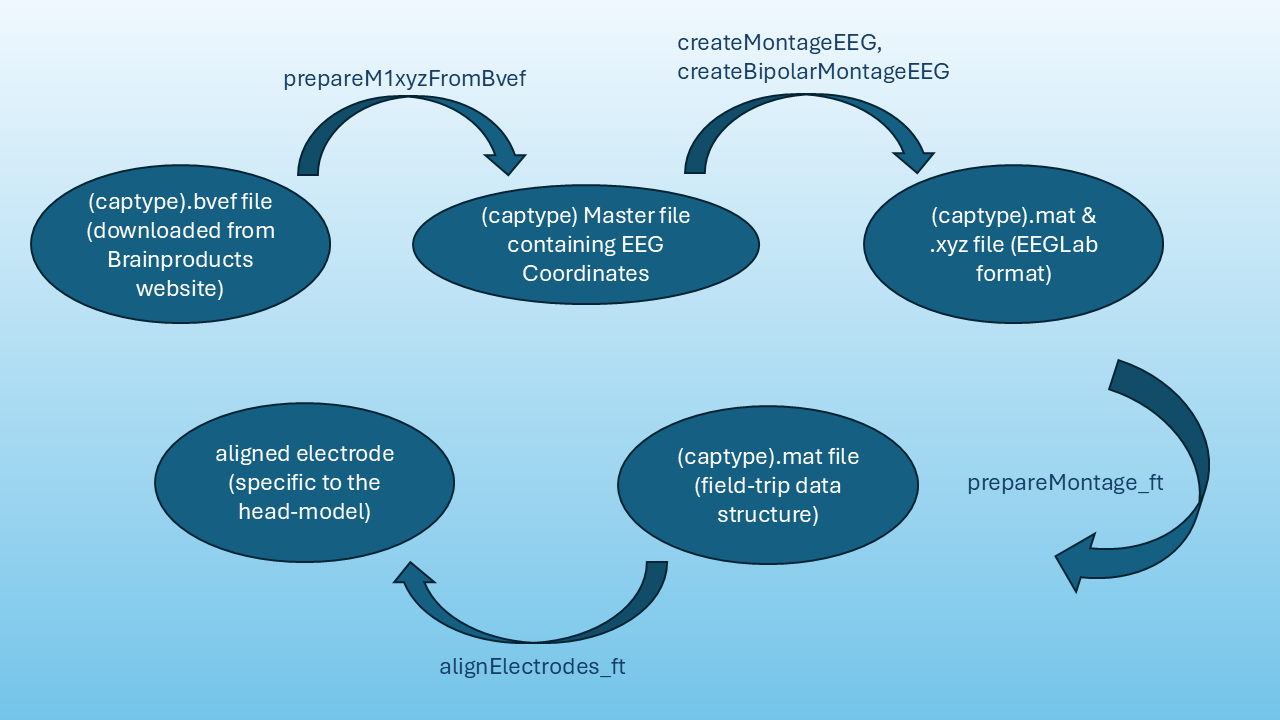 createMontageEEG,
createBipolarMontageEEG
prepareM1xyzFromBvef
(captype).bvef file
(downloaded from
Brainproducts
website)
(captype) Master file
containing EEG
Coordinates
(captype).mat &
.xyz file (EEGLab
format)
aligned electrode
(specific to the
head-model)
(captype).mat file
(field-trip data
structure)
prepareMontage_ft
alignElectrodes_ft